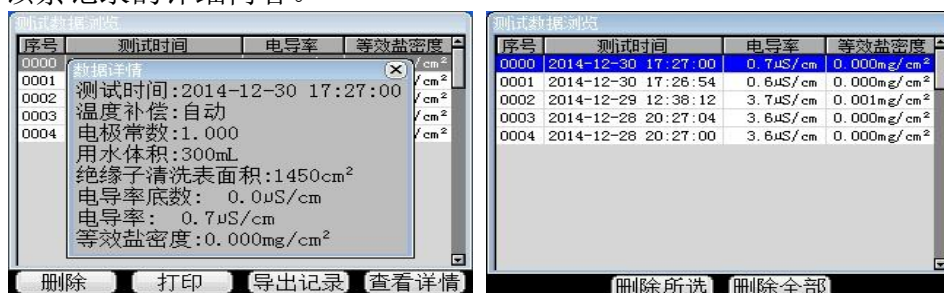 测试数据浏览
序号 测试时间 电导率 等效盐密度
0000 /cm²
0001 /cm²
0002 /cm²
0003 /cm²
0004 /cm²
数据详情
测试时间:2014-12-30 17:27:00
温度补偿:自动
电极常数:1.000
用水体积:300mL
绝缘子清洗表面积:1450cm²
电导率底数: 0.0μS/cm
电导率: 0.7μS/cm
等效盐密度:0.000mg/cm²
删除 打印 导出记录 查看详情
测试数据浏览
序号 测试时间 电导率 等效盐密度
0000 2014-12-30 17:27:00 0.7μS/cm 0.000mg/cm²
0001 2014-12-30 17:26:54 0.6μS/cm 0.000mg/cm²
0002 2014-12-29 12:38:12 3.7μS/cm 0.001mg/cm²
0003 2014-12-28 20:27:04 3.6μS/cm 0.000mg/cm²
0004 2014-12-28 20:27:00 3.6μS/cm 0.000mg/cm²
删除所选 删除全部